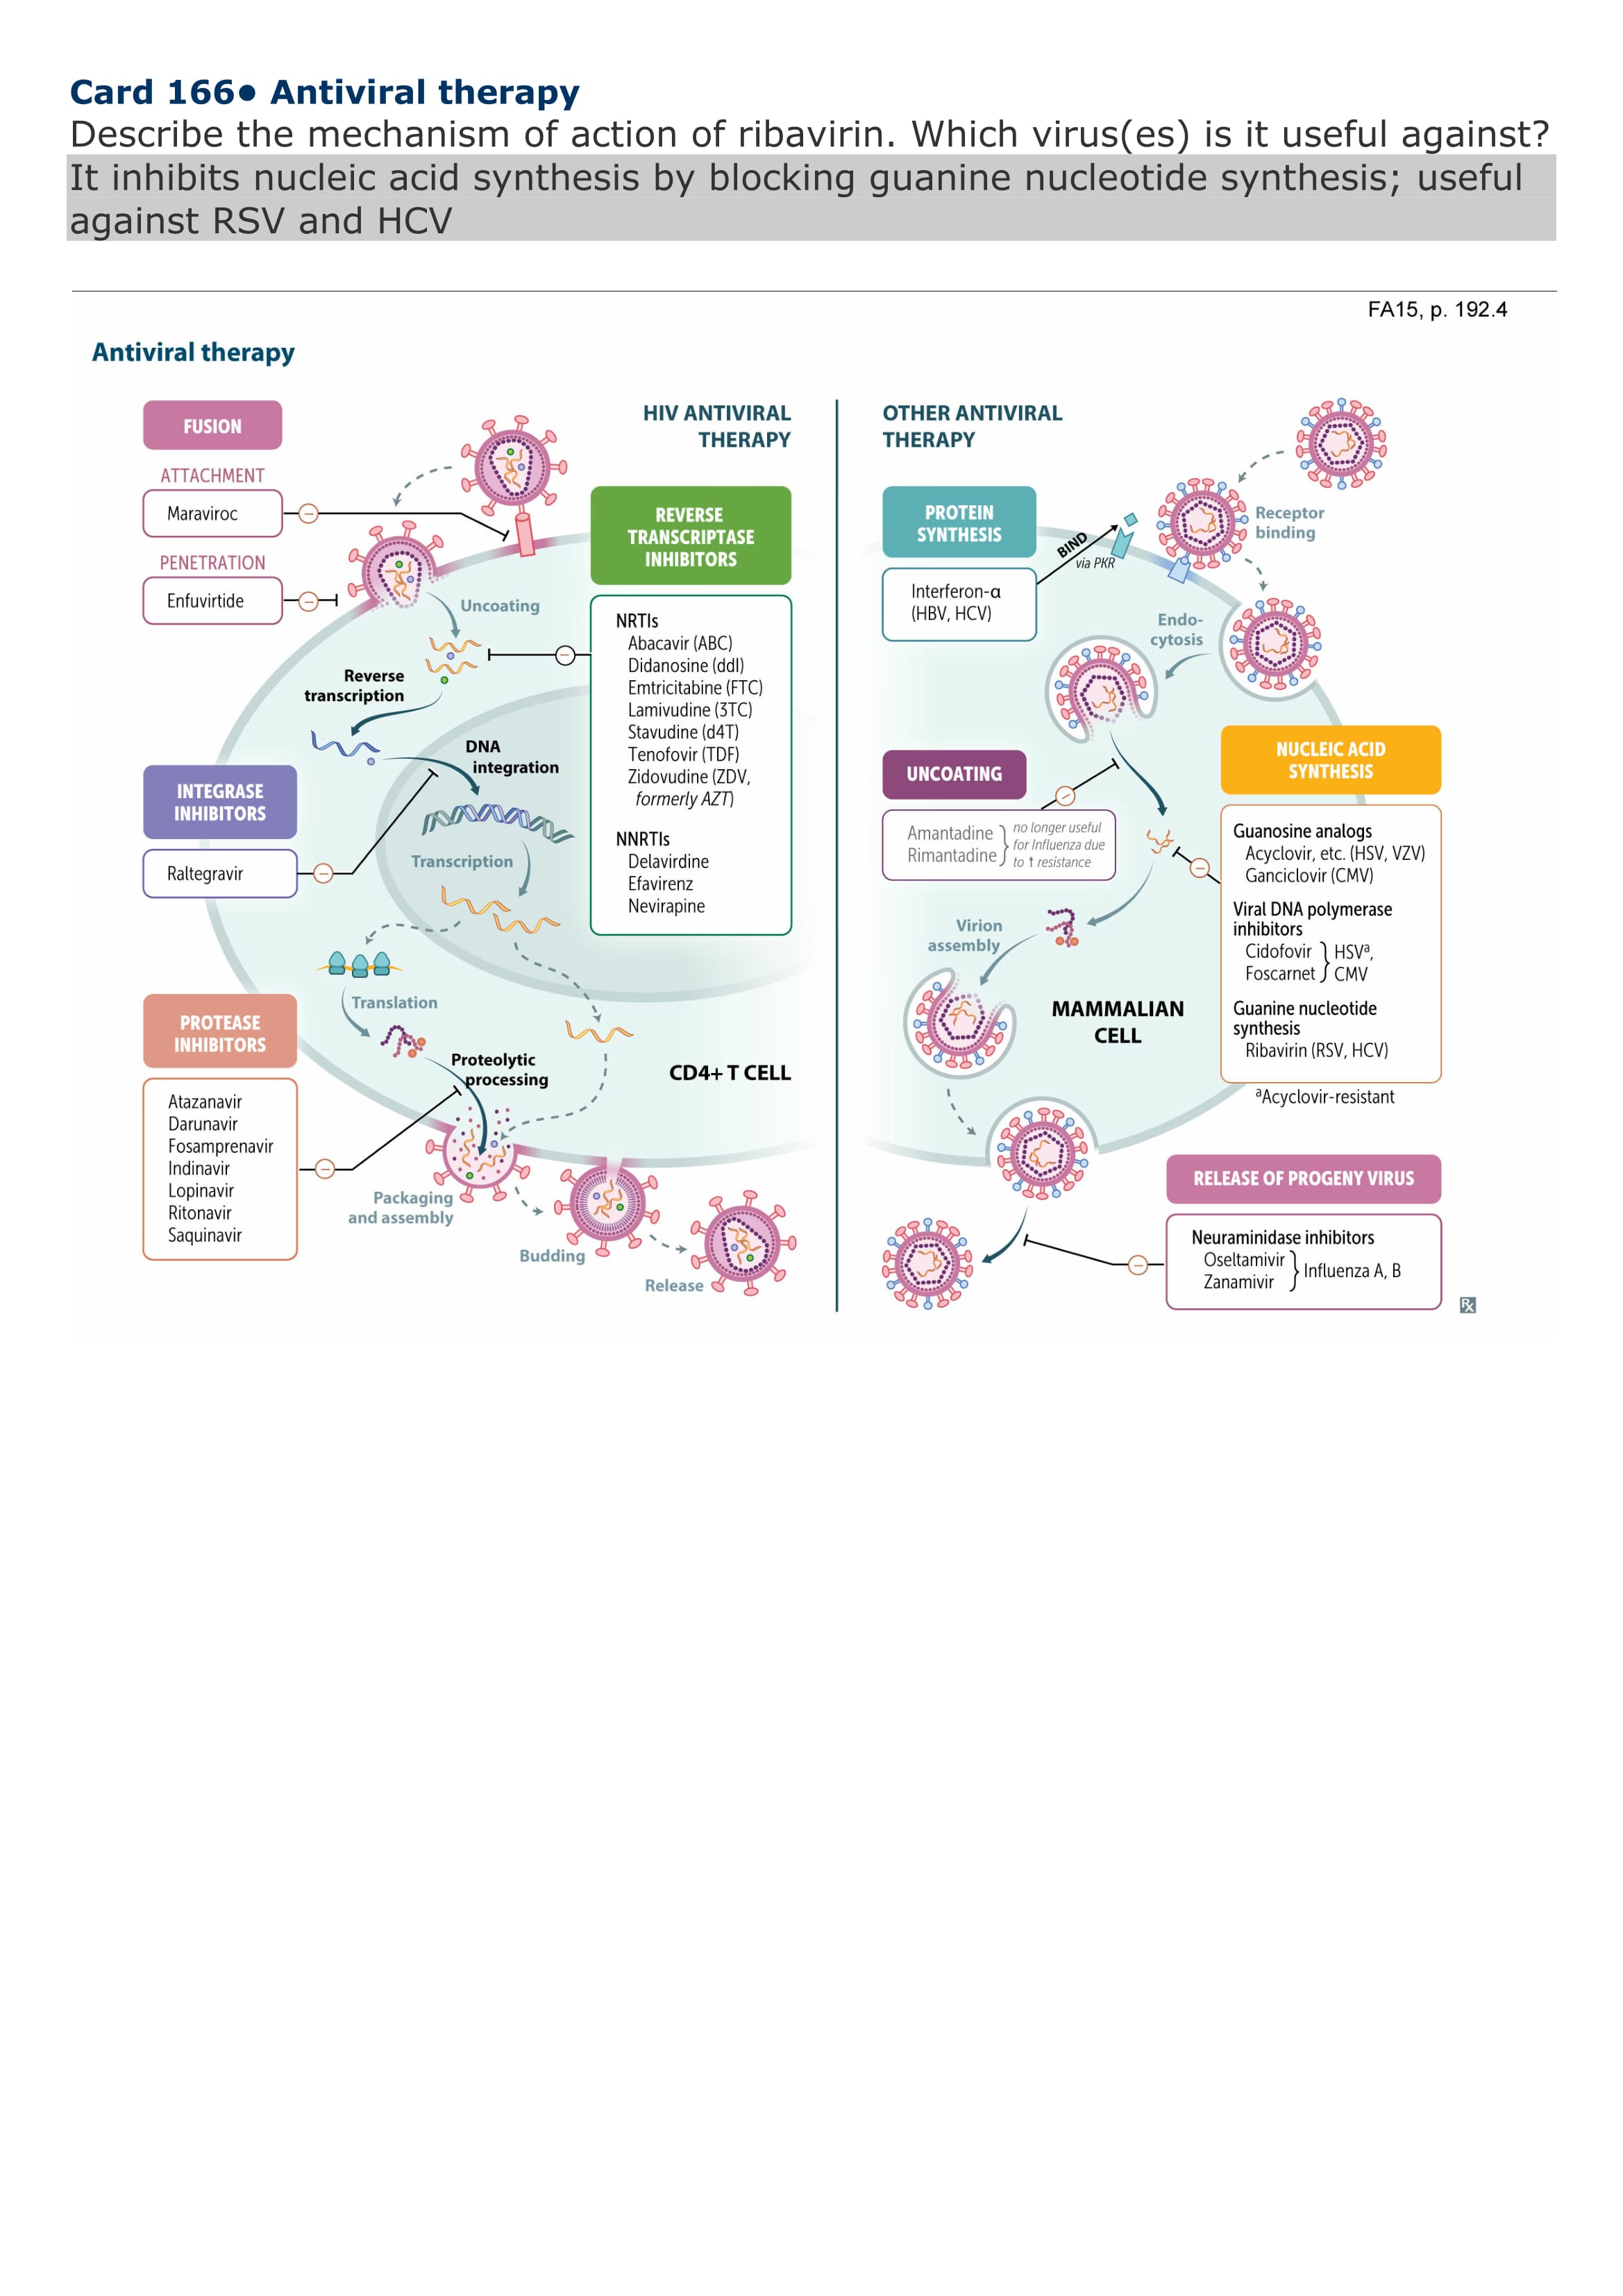 Card 166● Antiviral therapy
Describe the mechanism of action of ribavirin. Which virus(es) is it useful against?
It inhibits nucleic acid synthesis by blocking guanine nucleotide synthesis; useful
against RSV and HCV
FA15, p. 192.4
Antiviral therapy
FUSION
ATTACHMENT
Maraviroc
PENETRATION
Enfuvirtide
HIV ANTIVIRAL
THERAPY
REVERSE
TRANSCRIPTASE
INHIBITORS
NRTIs
Abacavir (ABC)
Didanosine (ddI)
Emtricitabine (FTC)
Lamivudine (3TC)
Stavudine (d4T)
Tenofovir (TDF)
Zidovudine (ZDV,
formerly AZT)
NNRTIs
Delavirdine
Efavirenz
Nevirapine
Uncoating
Reverse
transcription
DNA
integration
INTEGRASE
INHIBITORS
Raltegravir
Transcription
Translation
PROTEASE
INHIBITORS
Atazanavir
Darunavir
Fosamprenavir
Indinavir
Lopinavir
Ritonavir
Saquinavir
Proteolytic
processing
CD4+ T CELL
Packaging
and assembly
Budding
Release
OTHER ANTIVIRAL
THERAPY
PROTEIN
SYNTHESIS
Interferon-α
(HBV, HCV)
BIND
via PKR
Receptor
binding
Endo-
cytosis
UNCOATING
Amantadine
Rimantadine
no longer useful
for Influenza due
to ↑ resistance
NUCLEIC ACID
SYNTHESIS
Guanosine analogs
Acyclovir, etc. (HSV, VZV)
Ganciclovir (CMV)
Viral DNA polymerase
inhibitors
Cidofovir } HSVᵃ,
Foscarnet } CMV
Guanine nucleotide
synthesis
Ribavirin (RSV, HCV)
ᵃAcyclovir-resistant
Virion
assembly
MAMMALIAN
CELL
RELEASE OF PROGENY VIRUS
Neuraminidase inhibitors
Oseltamivir
Zanamivir
Influenza A, B
Rx